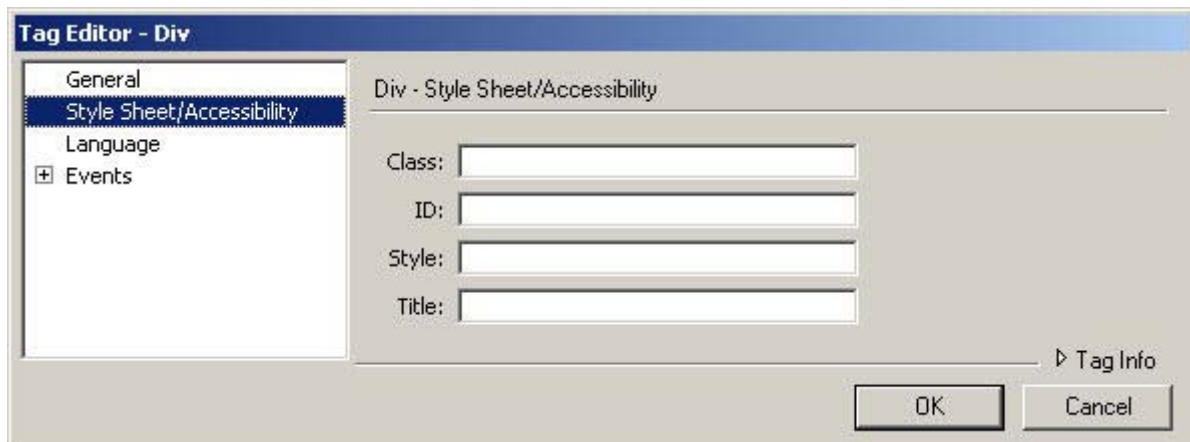 Tag Editor - Div
General
Style Sheet/Accessibility
Language
Events
Div - Style Sheet/Accessibility
Class:
ID:
Style:
Title:
Tag Info
OK
Cancel